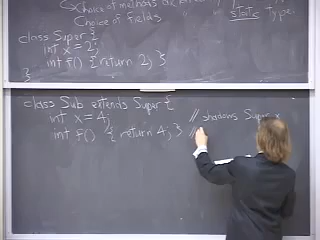 Choice of methods
static type.
Choice of fields
class Super {
int x = 2;
int f() { return 2; }
}
class Sub extends Super {
int x = 4; // shadows Super x
int f() { return 4; } //